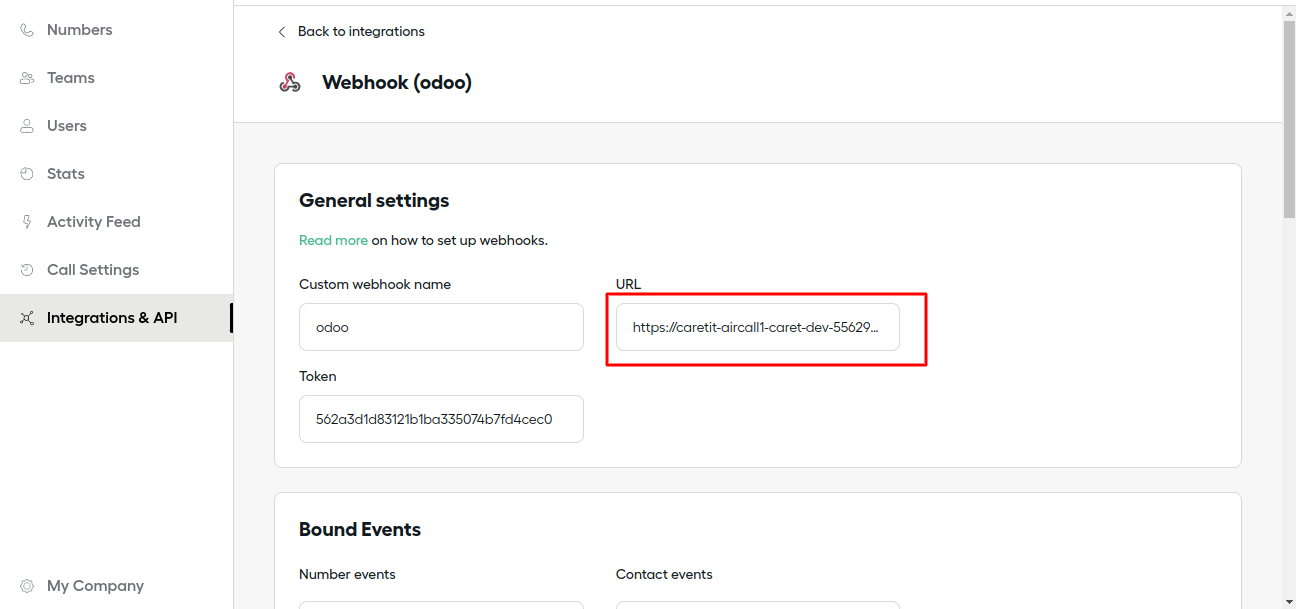 Numbers
Teams
Users
Stats
Activity Feed
Call Settings
Integrations & API
My Company
Back to integrations
Webhook (odoo)
General settings
Read more on how to set up webhooks.
Custom webhook name
URL
odoo
https://caretit-aircall1-caret-dev-55629...
Token
562a3d1d83121b1ba335074b7fd4cec0
Bound Events
Number events
Contact events